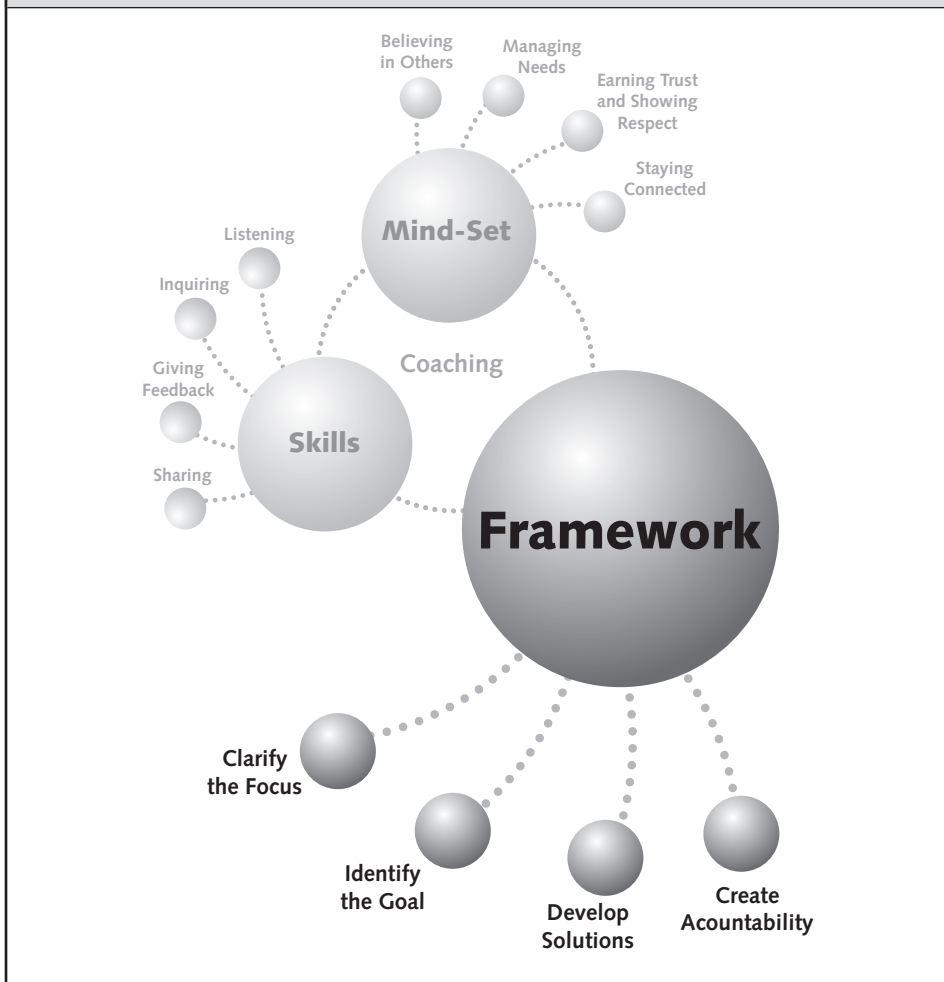 Believing
in Others
Managing
Needs
Earning Trust
and Showing
Respect
Staying
Connected
Mind-Set
Listening
Inquiring
Giving
Feedback
Sharing
Skills
Coaching
Framework
Clarify
the Focus
Identify
the Goal
Develop
Solutions
Create
Acountability